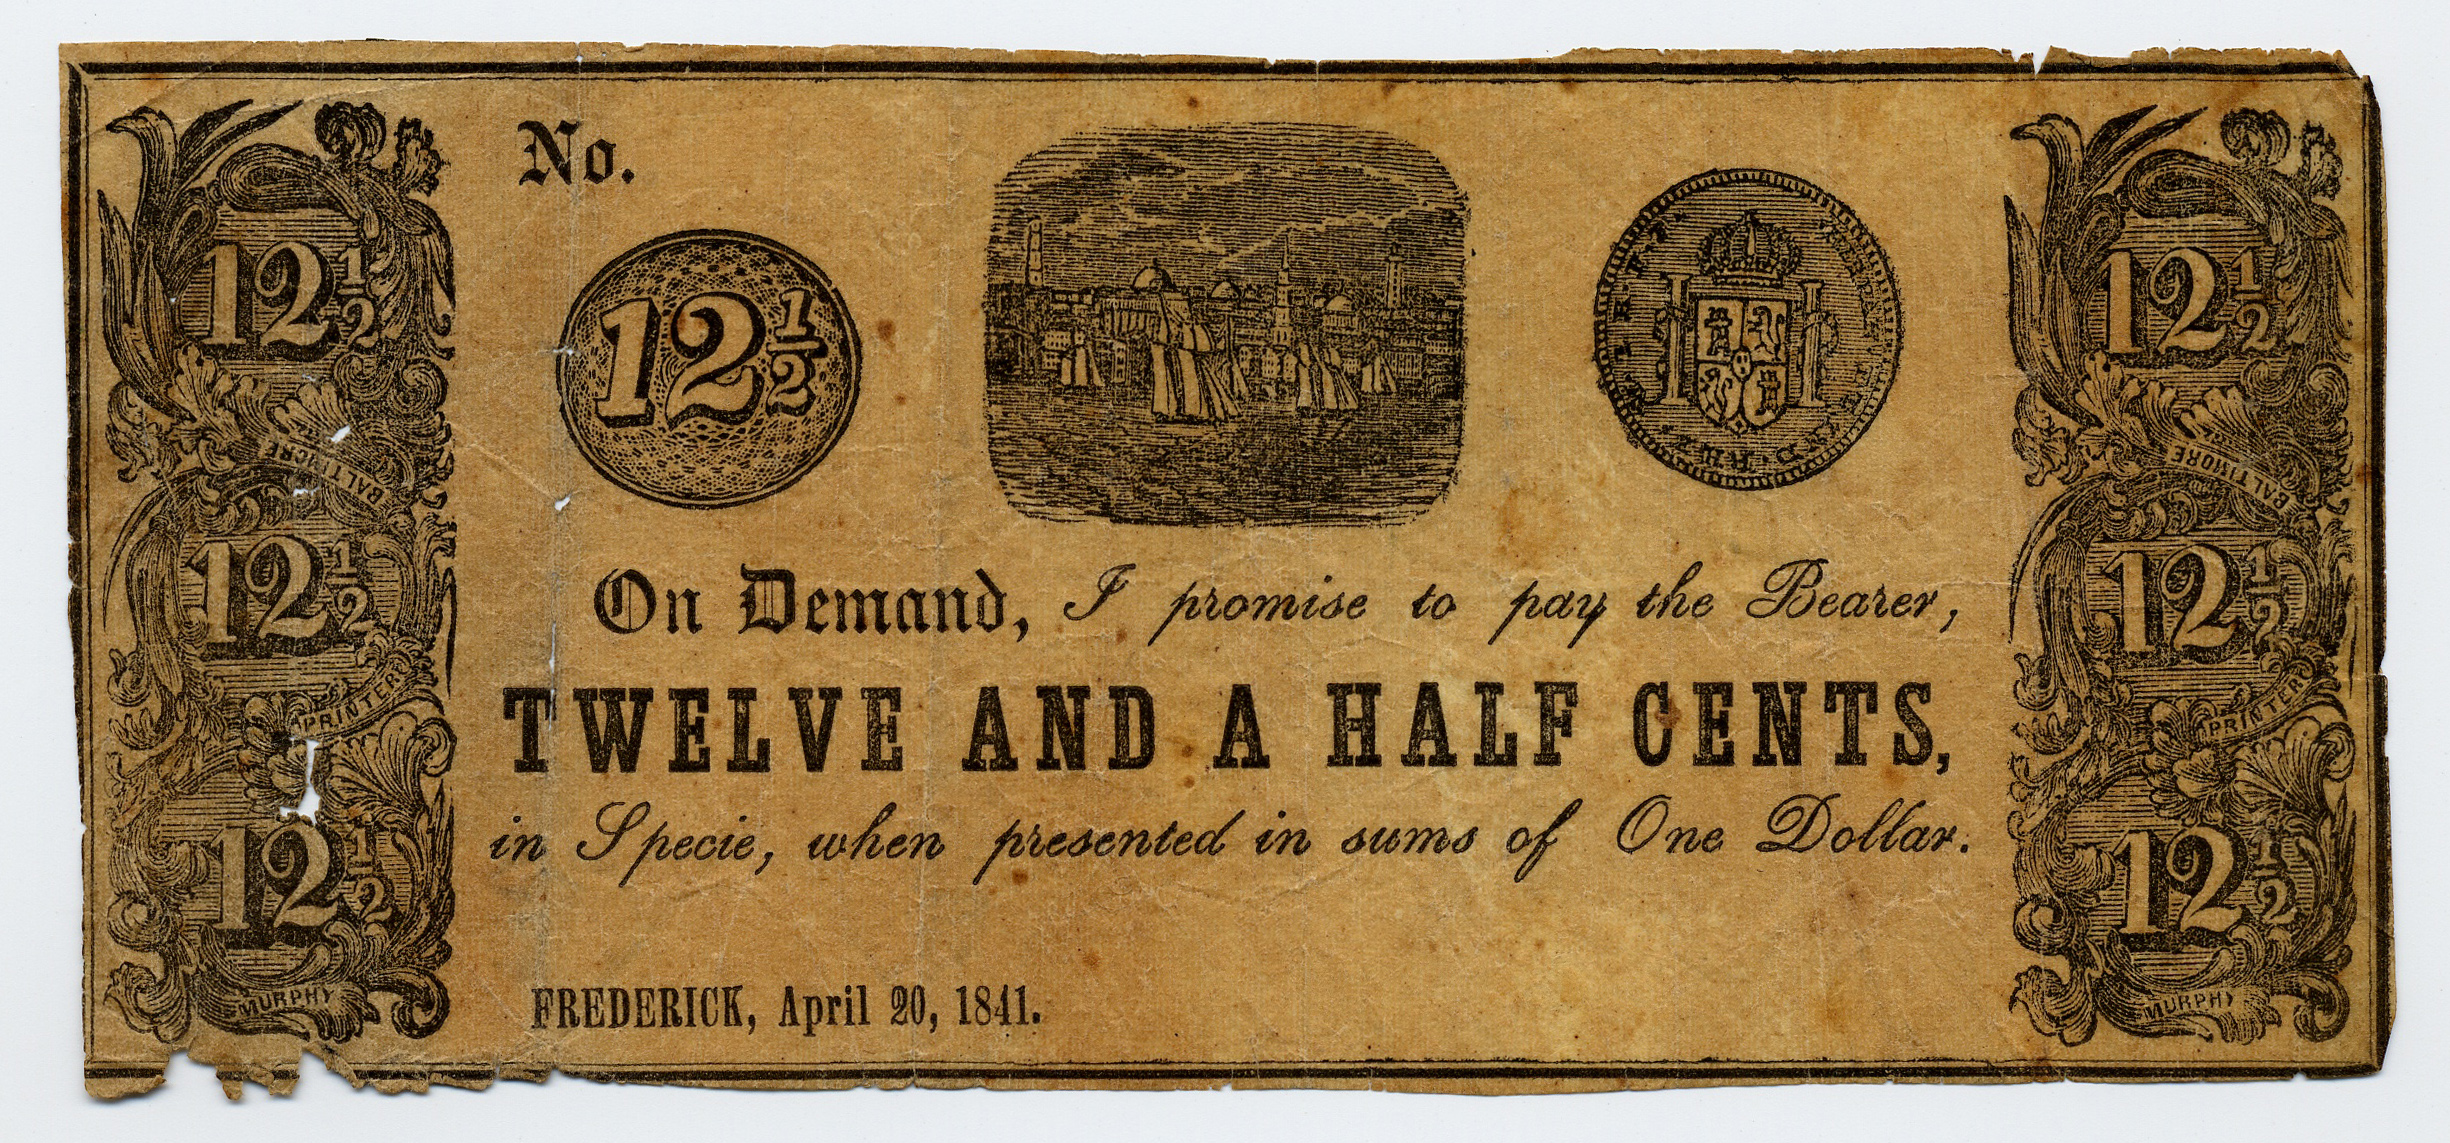 No.
12½
12½
BALTIMORE
12½
PRINTERS
12½
MURPHY
On Demand, I promise to pay the Bearer,
TWELVE AND A HALF CENTS,
in Specie, when presented in sums of One Dollar.
FREDERICK, April 20, 1841.
12½
BALTIMORE
12½
PRINTERS
12½
MURPHY